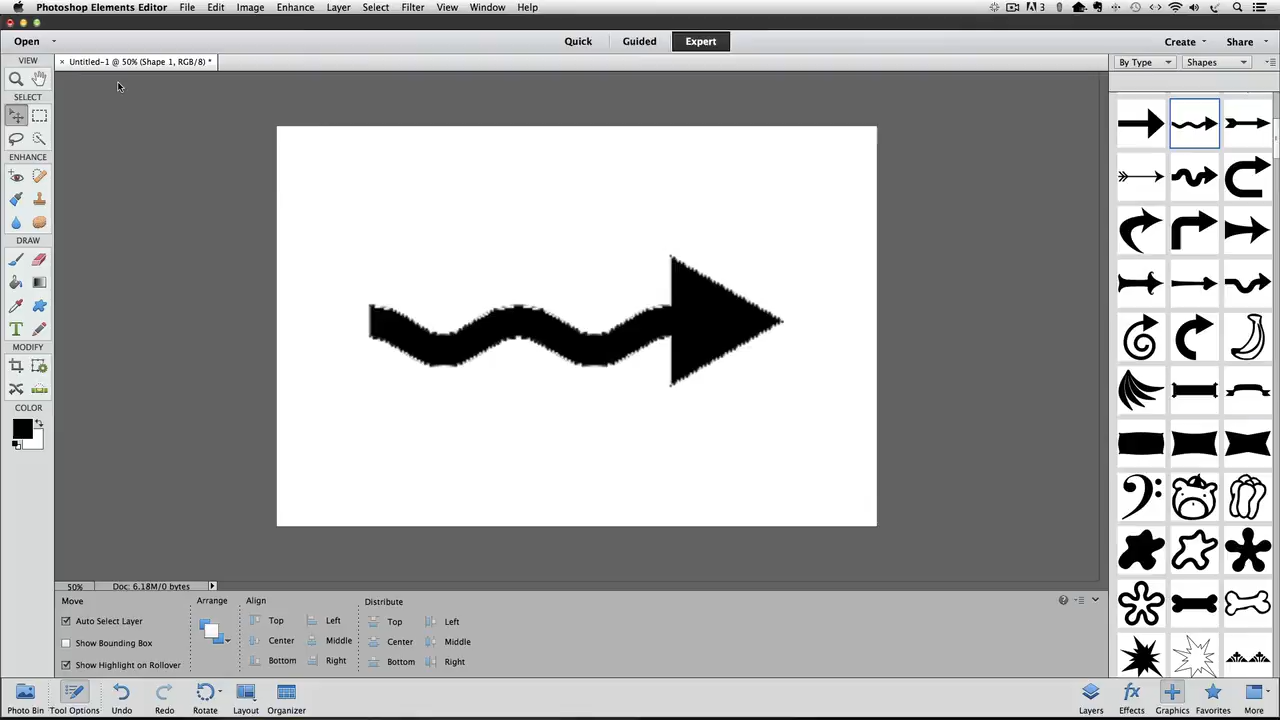 Photoshop Elements Editor File Edit Image Enhance Layer Select Filter View Window Help 3
Open Quick Guided Expert Create Share
VIEW × Untitled-1 @ 50% (Shape 1, RGB/8) * By Type Shapes
SELECT
ENHANCE
DRAW
T
MODIFY
COLOR
50% Doc: 6.18M/0 bytes
Move Arrange Align Distribute
Auto Select Layer Top Left Top Left
Show Bounding Box Center Middle Center Middle
Show Highlight on Rollover Bottom Right Bottom Right
Photo Bin Tool Options Undo Redo Rotate Layout Organizer Layers Effects Graphics Favorites More